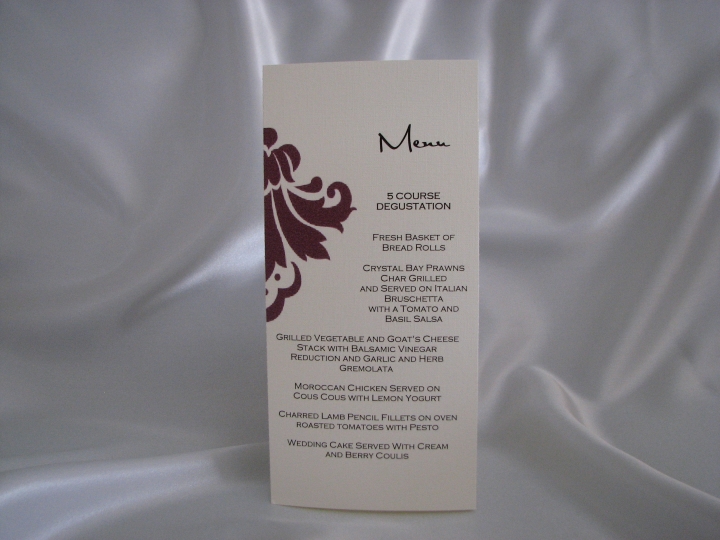 Menu
5 COURSE
DEGUSTATION
FRESH BASKET OF
BREAD ROLLS
CRYSTAL BAY PRAWNS
CHAR GRILLED
AND SERVED ON ITALIAN
BRUSCHETTA
WITH A TOMATO AND
BASIL SALSA
GRILLED VEGETABLE AND GOAT'S CHEESE
STACK WITH BALSAMIC VINEGAR
REDUCTION AND GARLIC AND HERB
GREMOLATA
MOROCCAN CHICKEN SERVED ON
COUS COUS WITH LEMON YOGURT
CHARRED LAMB PENCIL FILLETS ON OVEN
ROASTED TOMATOES WITH PESTO
WEDDING CAKE SERVED WITH CREAM
AND BERRY COULIS